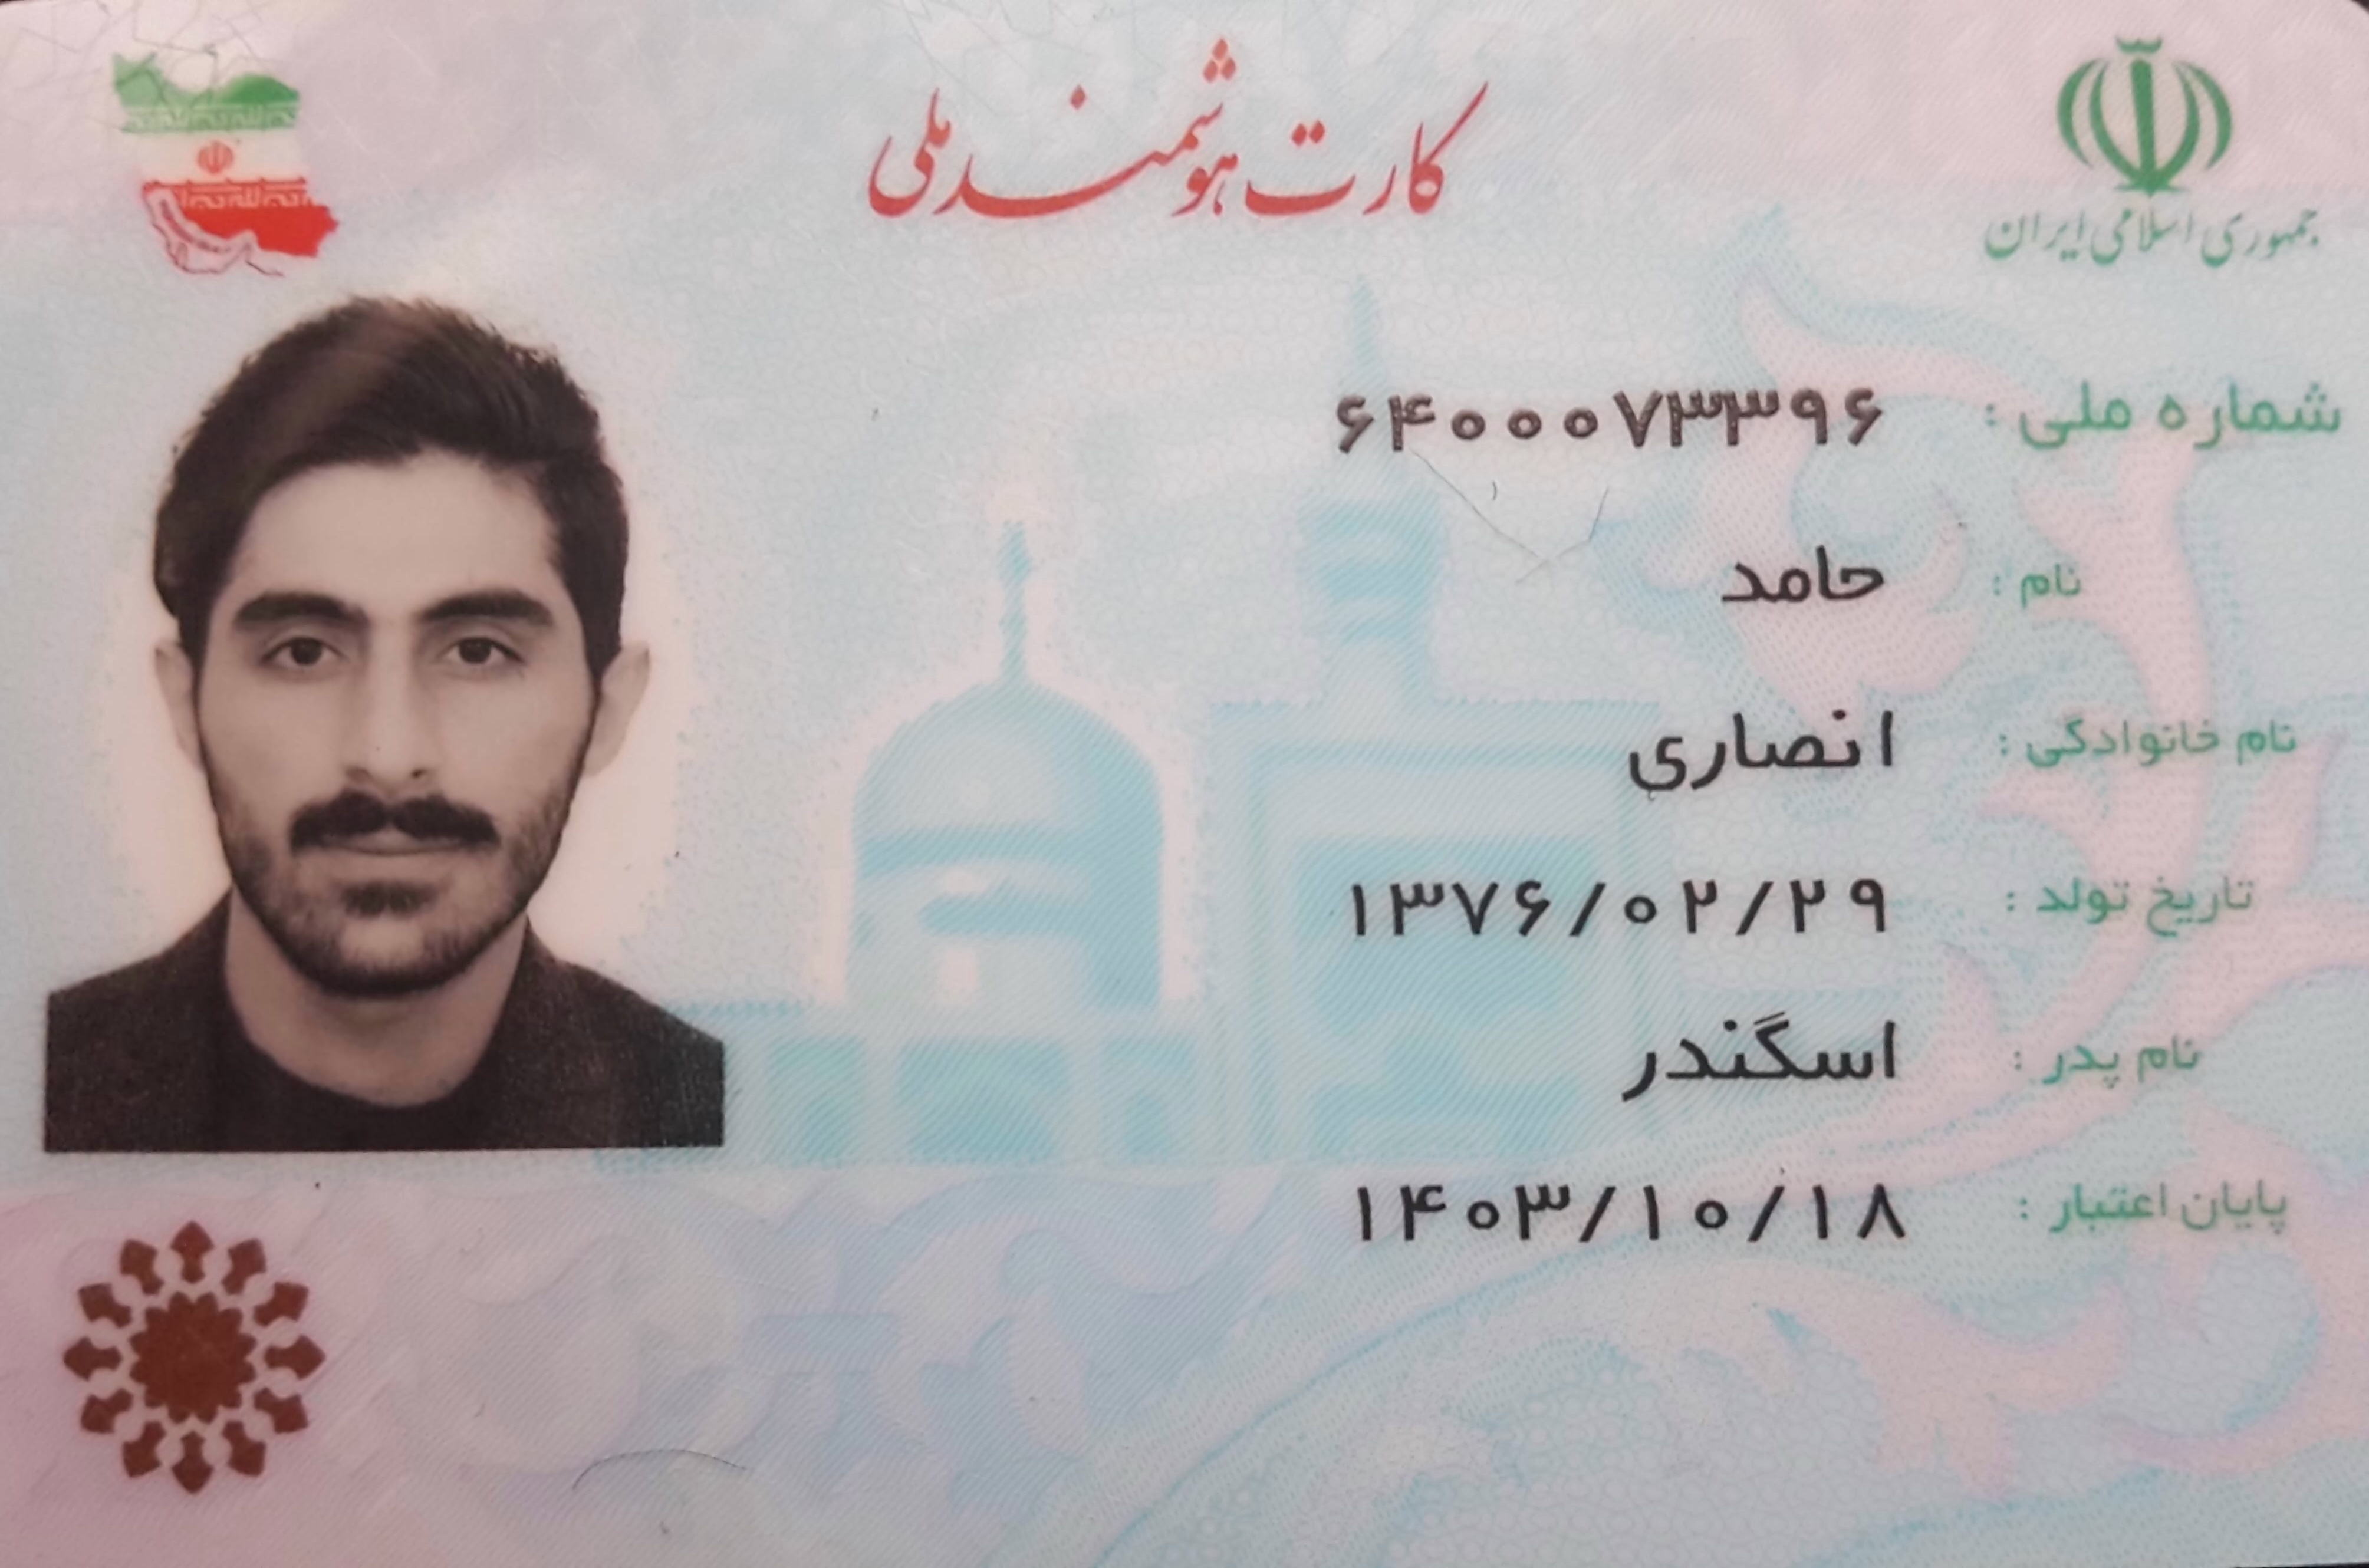 کارت هوشمند ملی
جمهوری اسلامی ایران
شماره ملی : ۶۴۰۰۰۷۳۳۹۶
نام : حامد
نام خانوادگی : انصاری
تاریخ تولد : ۱۳۷۶/۰۲/۲۹
نام پدر : اسگندر
پایان اعتبار : ۱۴۰۳/۱۰/۱۸